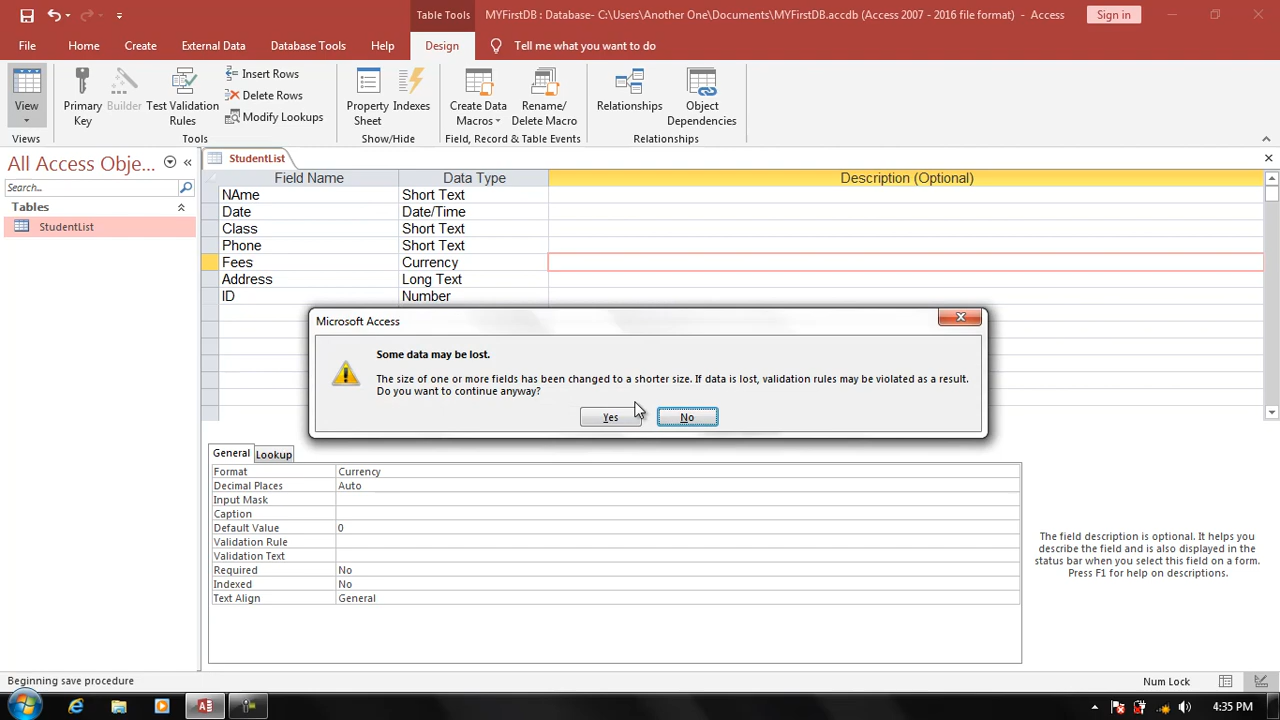 Table Tools
MYFirstDB : Database- C:\Users\Another One\Documents\MYFirstDB.accdb (Access 2007 - 2016 file format) - Access
Sign in
File Home Create External Data Database Tools Help Design Tell me what you want to do
View
Primary Key
Builder
Test Validation Rules
Insert Rows
Delete Rows
Modify Lookups
Property Sheet
Indexes
Create Data Macros
Rename/ Delete Macro
Relationships
Object Dependencies
Views
Tools
Show/Hide
Field, Record & Table Events
Relationships
All Access Obje...
Search...
Tables
StudentList
StudentList
Field Name Data Type Description (Optional)
NAme Short Text
Date Date/Time
Class Short Text
Phone Short Text
Fees Currency
Address Long Text
ID Number
Microsoft Access
Some data may be lost.
The size of one or more fields has been changed to a shorter size. If data is lost, validation rules may be violated as a result.
Do you want to continue anyway?
Yes No
General Lookup
Format Currency
Decimal Places Auto
Input Mask
Caption
Default Value 0
Validation Rule
Validation Text
Required No
Indexed No
Text Align General
The field description is optional. It helps you
describe the field and is also displayed in the
status bar when you select this field on a form.
Press F1 for help on descriptions.
Beginning save procedure
Num Lock
4:35 PM